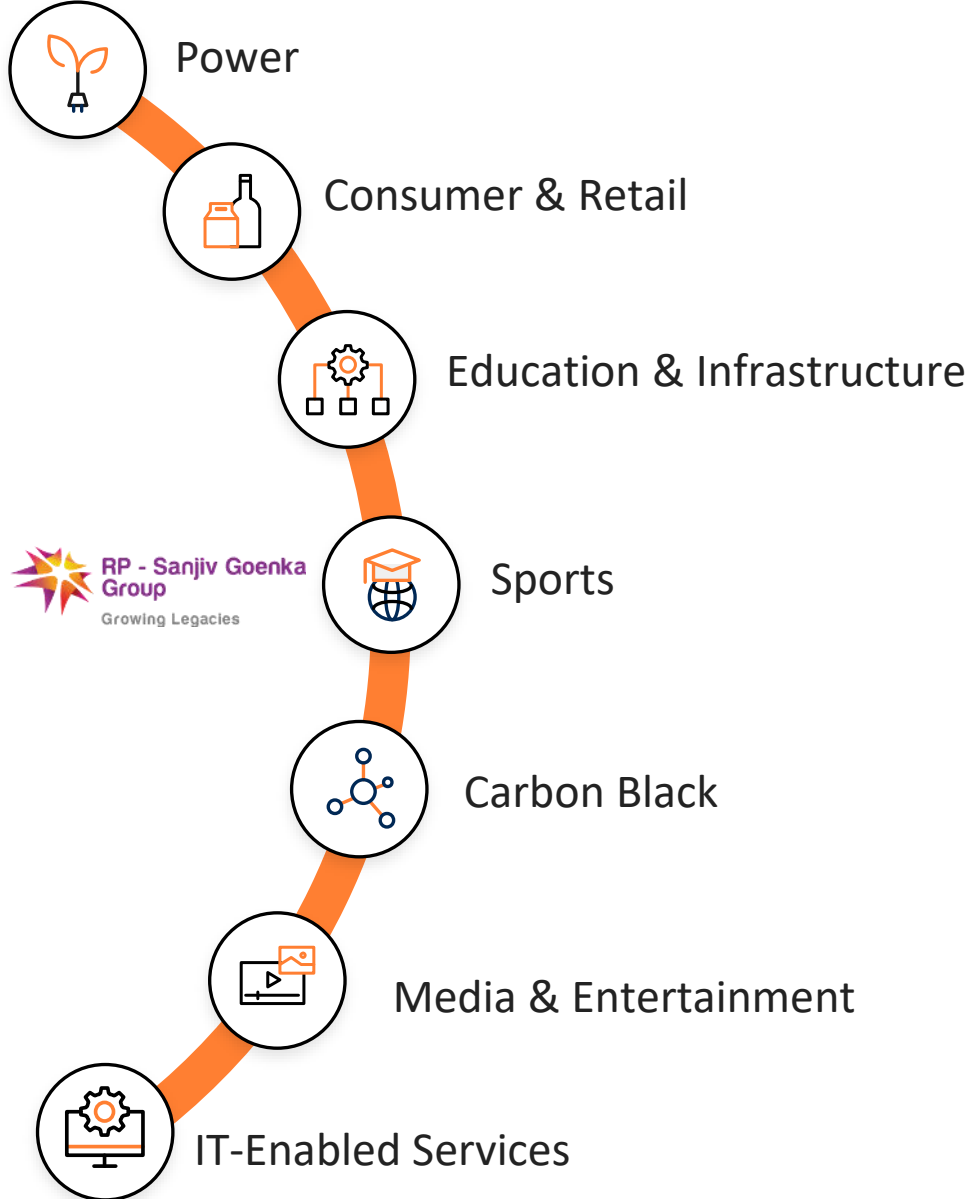 Power
Consumer & Retail
Education & Infrastructure
RP - Sanjiv Goenka
Group
Growing Legacies
Sports
Carbon Black
Media & Entertainment
IT-Enabled Services